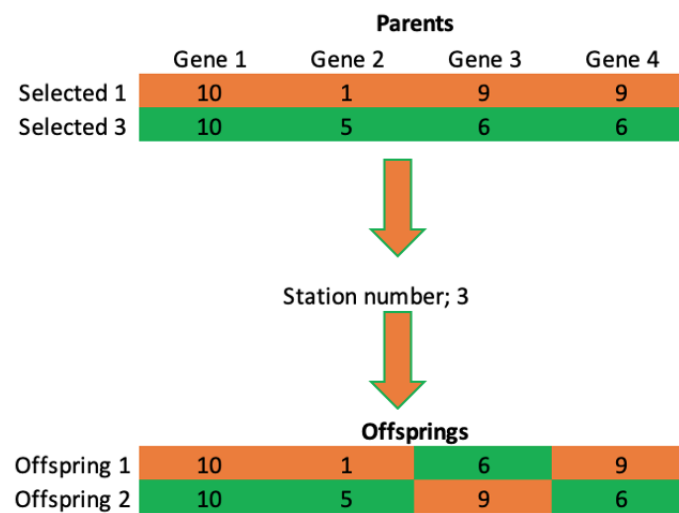 Parents
Gene 1 Gene 2 Gene 3 Gene 4
Selected 1 10 1 9 9
Selected 3 10 5 6 6
Station number; 3
Offsprings
Offspring 1 10 1 6 9
Offspring 2 10 5 9 6